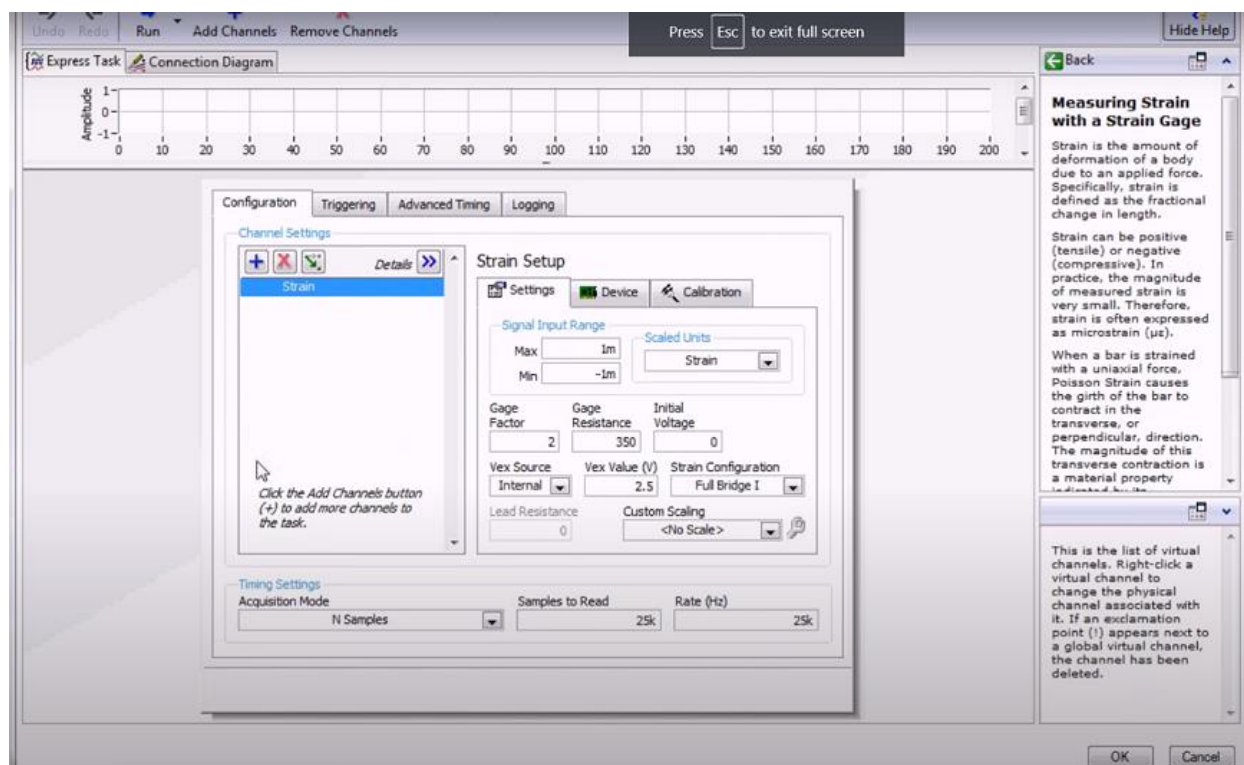 Undo Redo Run Add Channels Remove Channels
Press Esc to exit full screen
Hide Help
Express Task Connection Diagram
Back
Amplitude
1
0
-1
0 10 20 30 40 50 60 70 80 90 100 110 120 130 140 150 160 170 180 190 200
Configuration Triggering Advanced Timing Logging
Channel Settings
Details
Strain
Click the Add Channels button
(+) to add more channels to
the task.
Strain Setup
Settings Device Calibration
Signal Input Range
Max 1m
Min -1m
Scaled Units
Strain
Gage
Factor
2
Gage
Resistance
350
Initial
Voltage
0
Vex Source
Internal
Vex Value (V)
2.5
Strain Configuration
Full Bridge I
Lead Resistance
0
Custom Scaling
<No Scale>
Timing Settings
Acquisition Mode
N Samples
Samples to Read
25k
Rate (Hz)
25k
Measuring Strain
with a Strain Gage
Strain is the amount of
deformation of a body
due to an applied force.
Specifically, strain is
defined as the fractional
change in length.
Strain can be positive
(tensile) or negative
(compressive). In
practice, the magnitude
of measured strain is
very small. Therefore,
strain is often expressed
as microstrain (µε).
When a bar is strained
with a uniaxial force,
Poisson Strain causes
the girth of the bar to
contract in the
transverse, or
perpendicular, direction.
The magnitude of this
transverse contraction is
a material property
This is the list of virtual
channels. Right-click a
virtual channel to
change the physical
channel associated with
it. If an exclamation
point (!) appears next to
a global virtual channel,
the channel has been
deleted.
OK Cancel